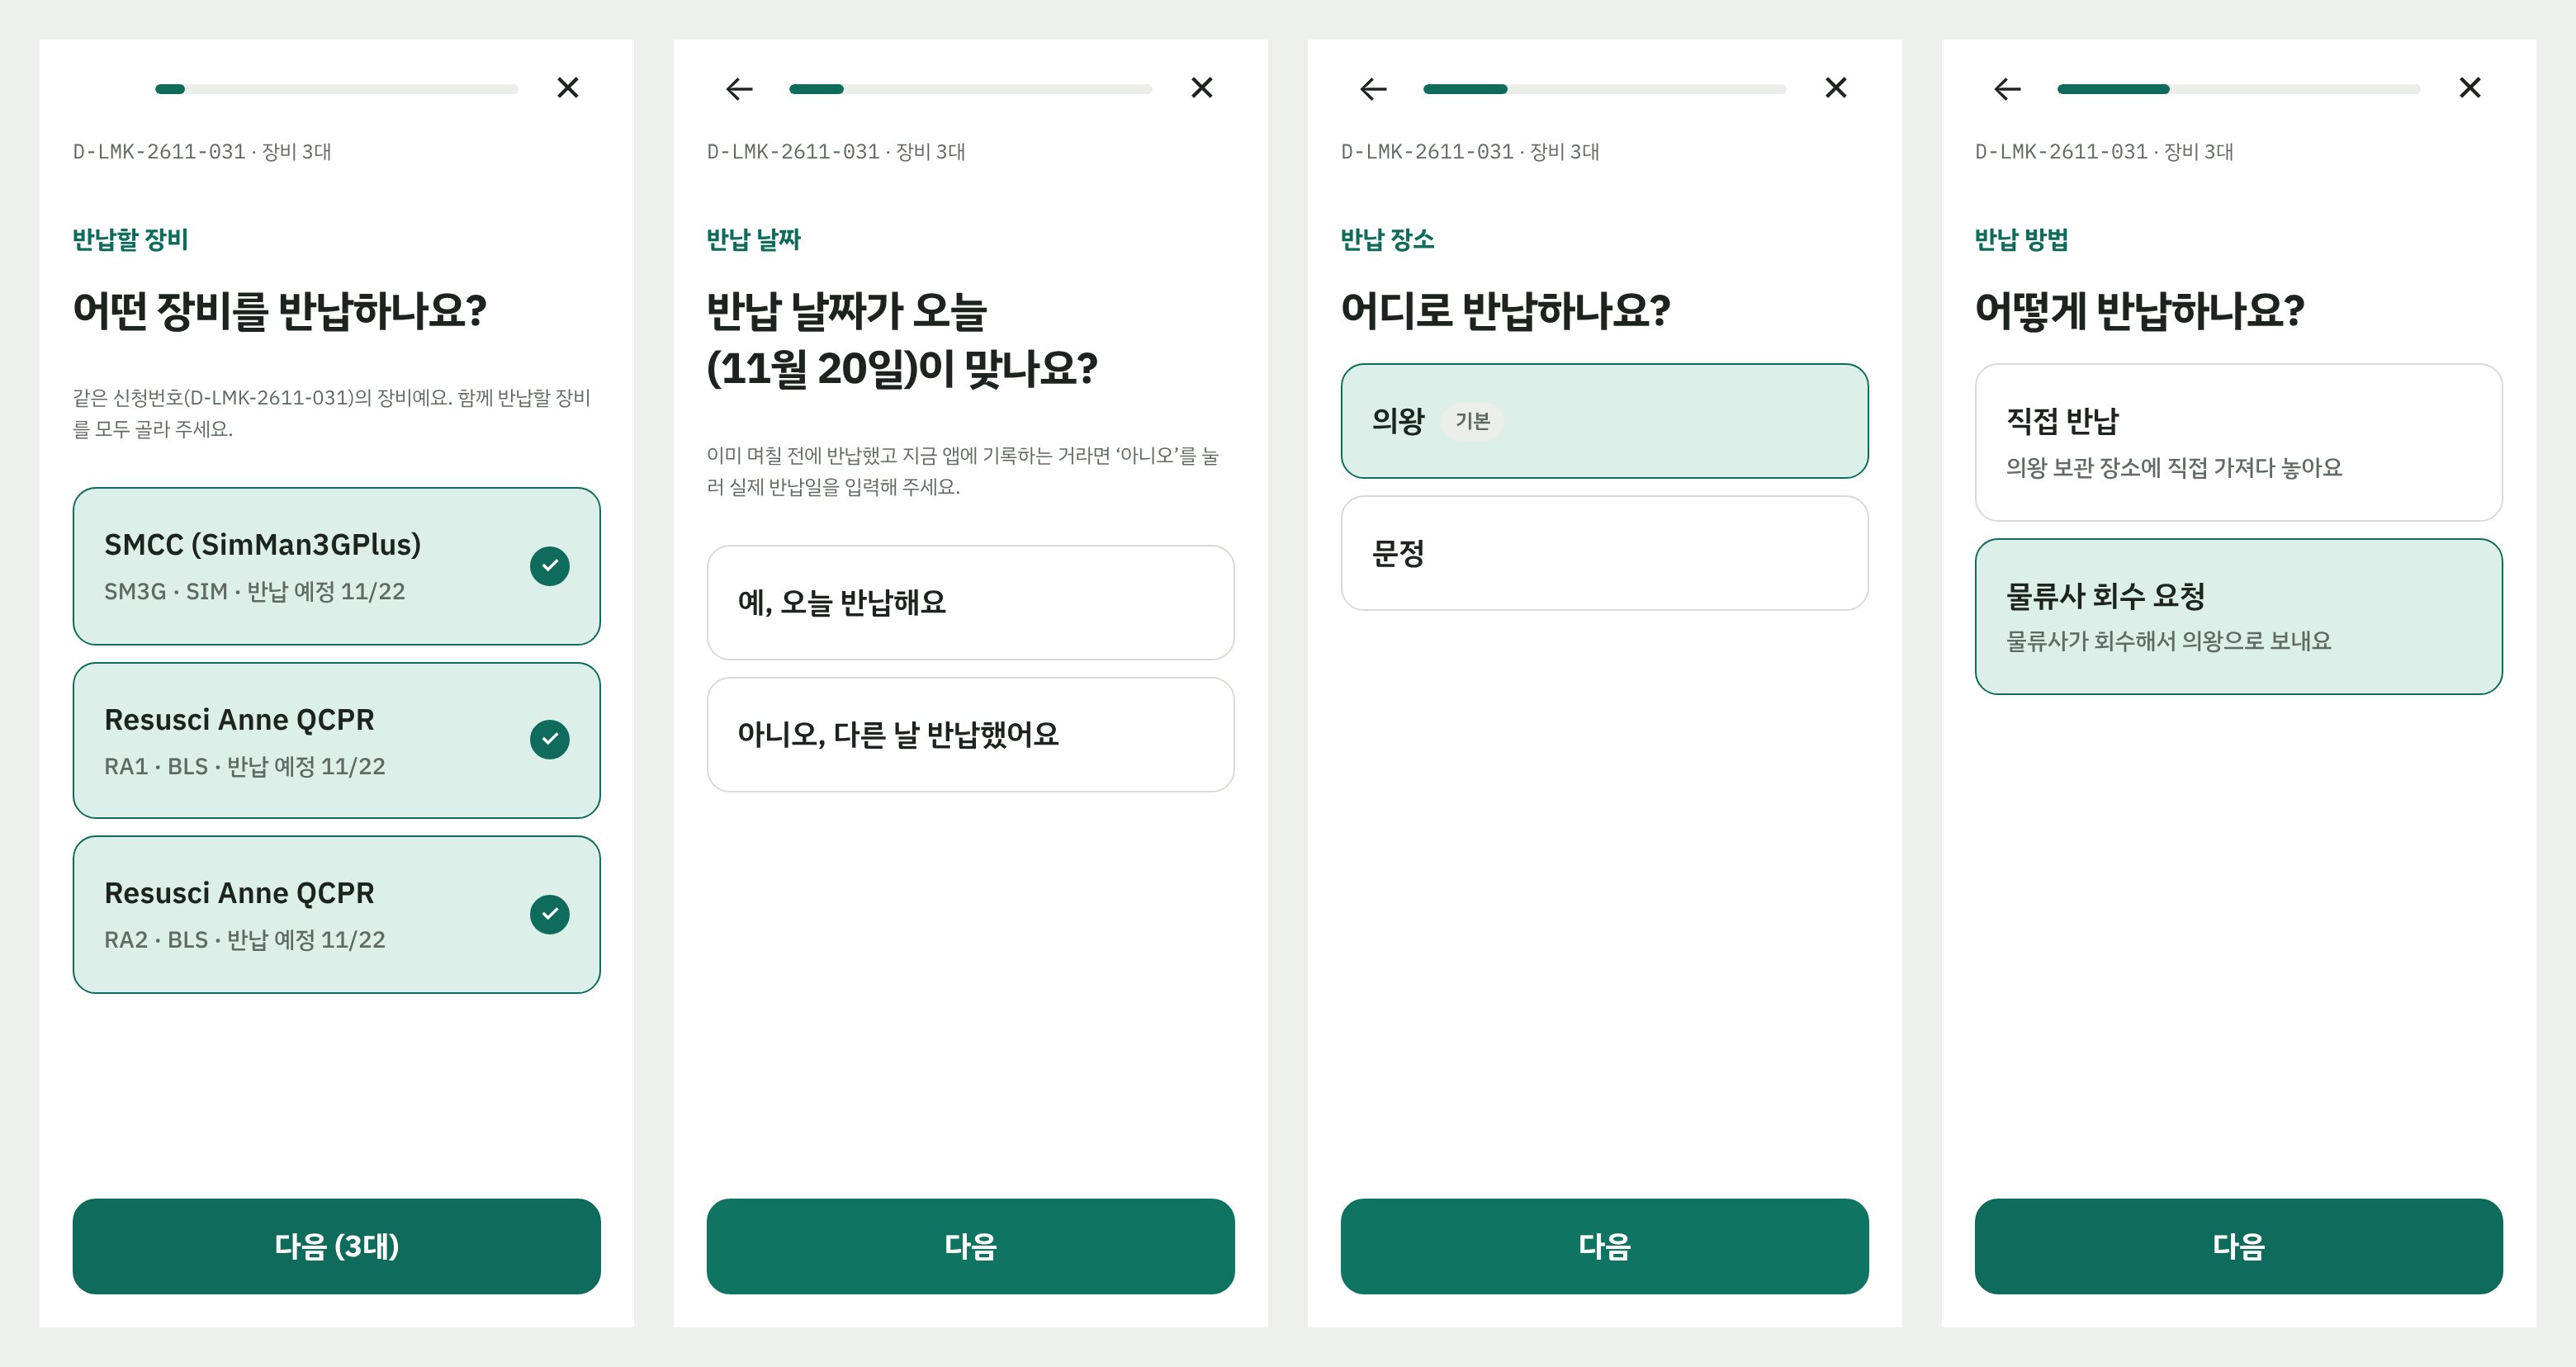 D-LMK-2611-031 · 장비 3대
반납할 장비
어떤 장비를 반납하나요?
같은 신청번호(D-LMK-2611-031)의 장비예요. 함께 반납할 장비
를 모두 골라 주세요.
SMCC (SimMan3GPlus)
SM3G · SIM · 반납 예정 11/22
Resusci Anne QCPR
RA1 · BLS · 반납 예정 11/22
Resusci Anne QCPR
RA2 · BLS · 반납 예정 11/22
다음 (3대)
D-LMK-2611-031 · 장비 3대
반납 날짜
반납 날짜가 오늘
(11월 20일)이 맞나요?
이미 며칠 전에 반납했고 지금 앱에 기록하는 거라면 ‘아니오’를 눌
러 실제 반납일을 입력해 주세요.
예, 오늘 반납해요
아니오, 다른 날 반납했어요
다음
D-LMK-2611-031 · 장비 3대
반납 장소
어디로 반납하나요?
의왕 기본
문정
다음
D-LMK-2611-031 · 장비 3대
반납 방법
어떻게 반납하나요?
직접 반납
의왕 보관 장소에 직접 가져다 놓아요
물류사 회수 요청
물류사가 회수해서 의왕으로 보내요
다음